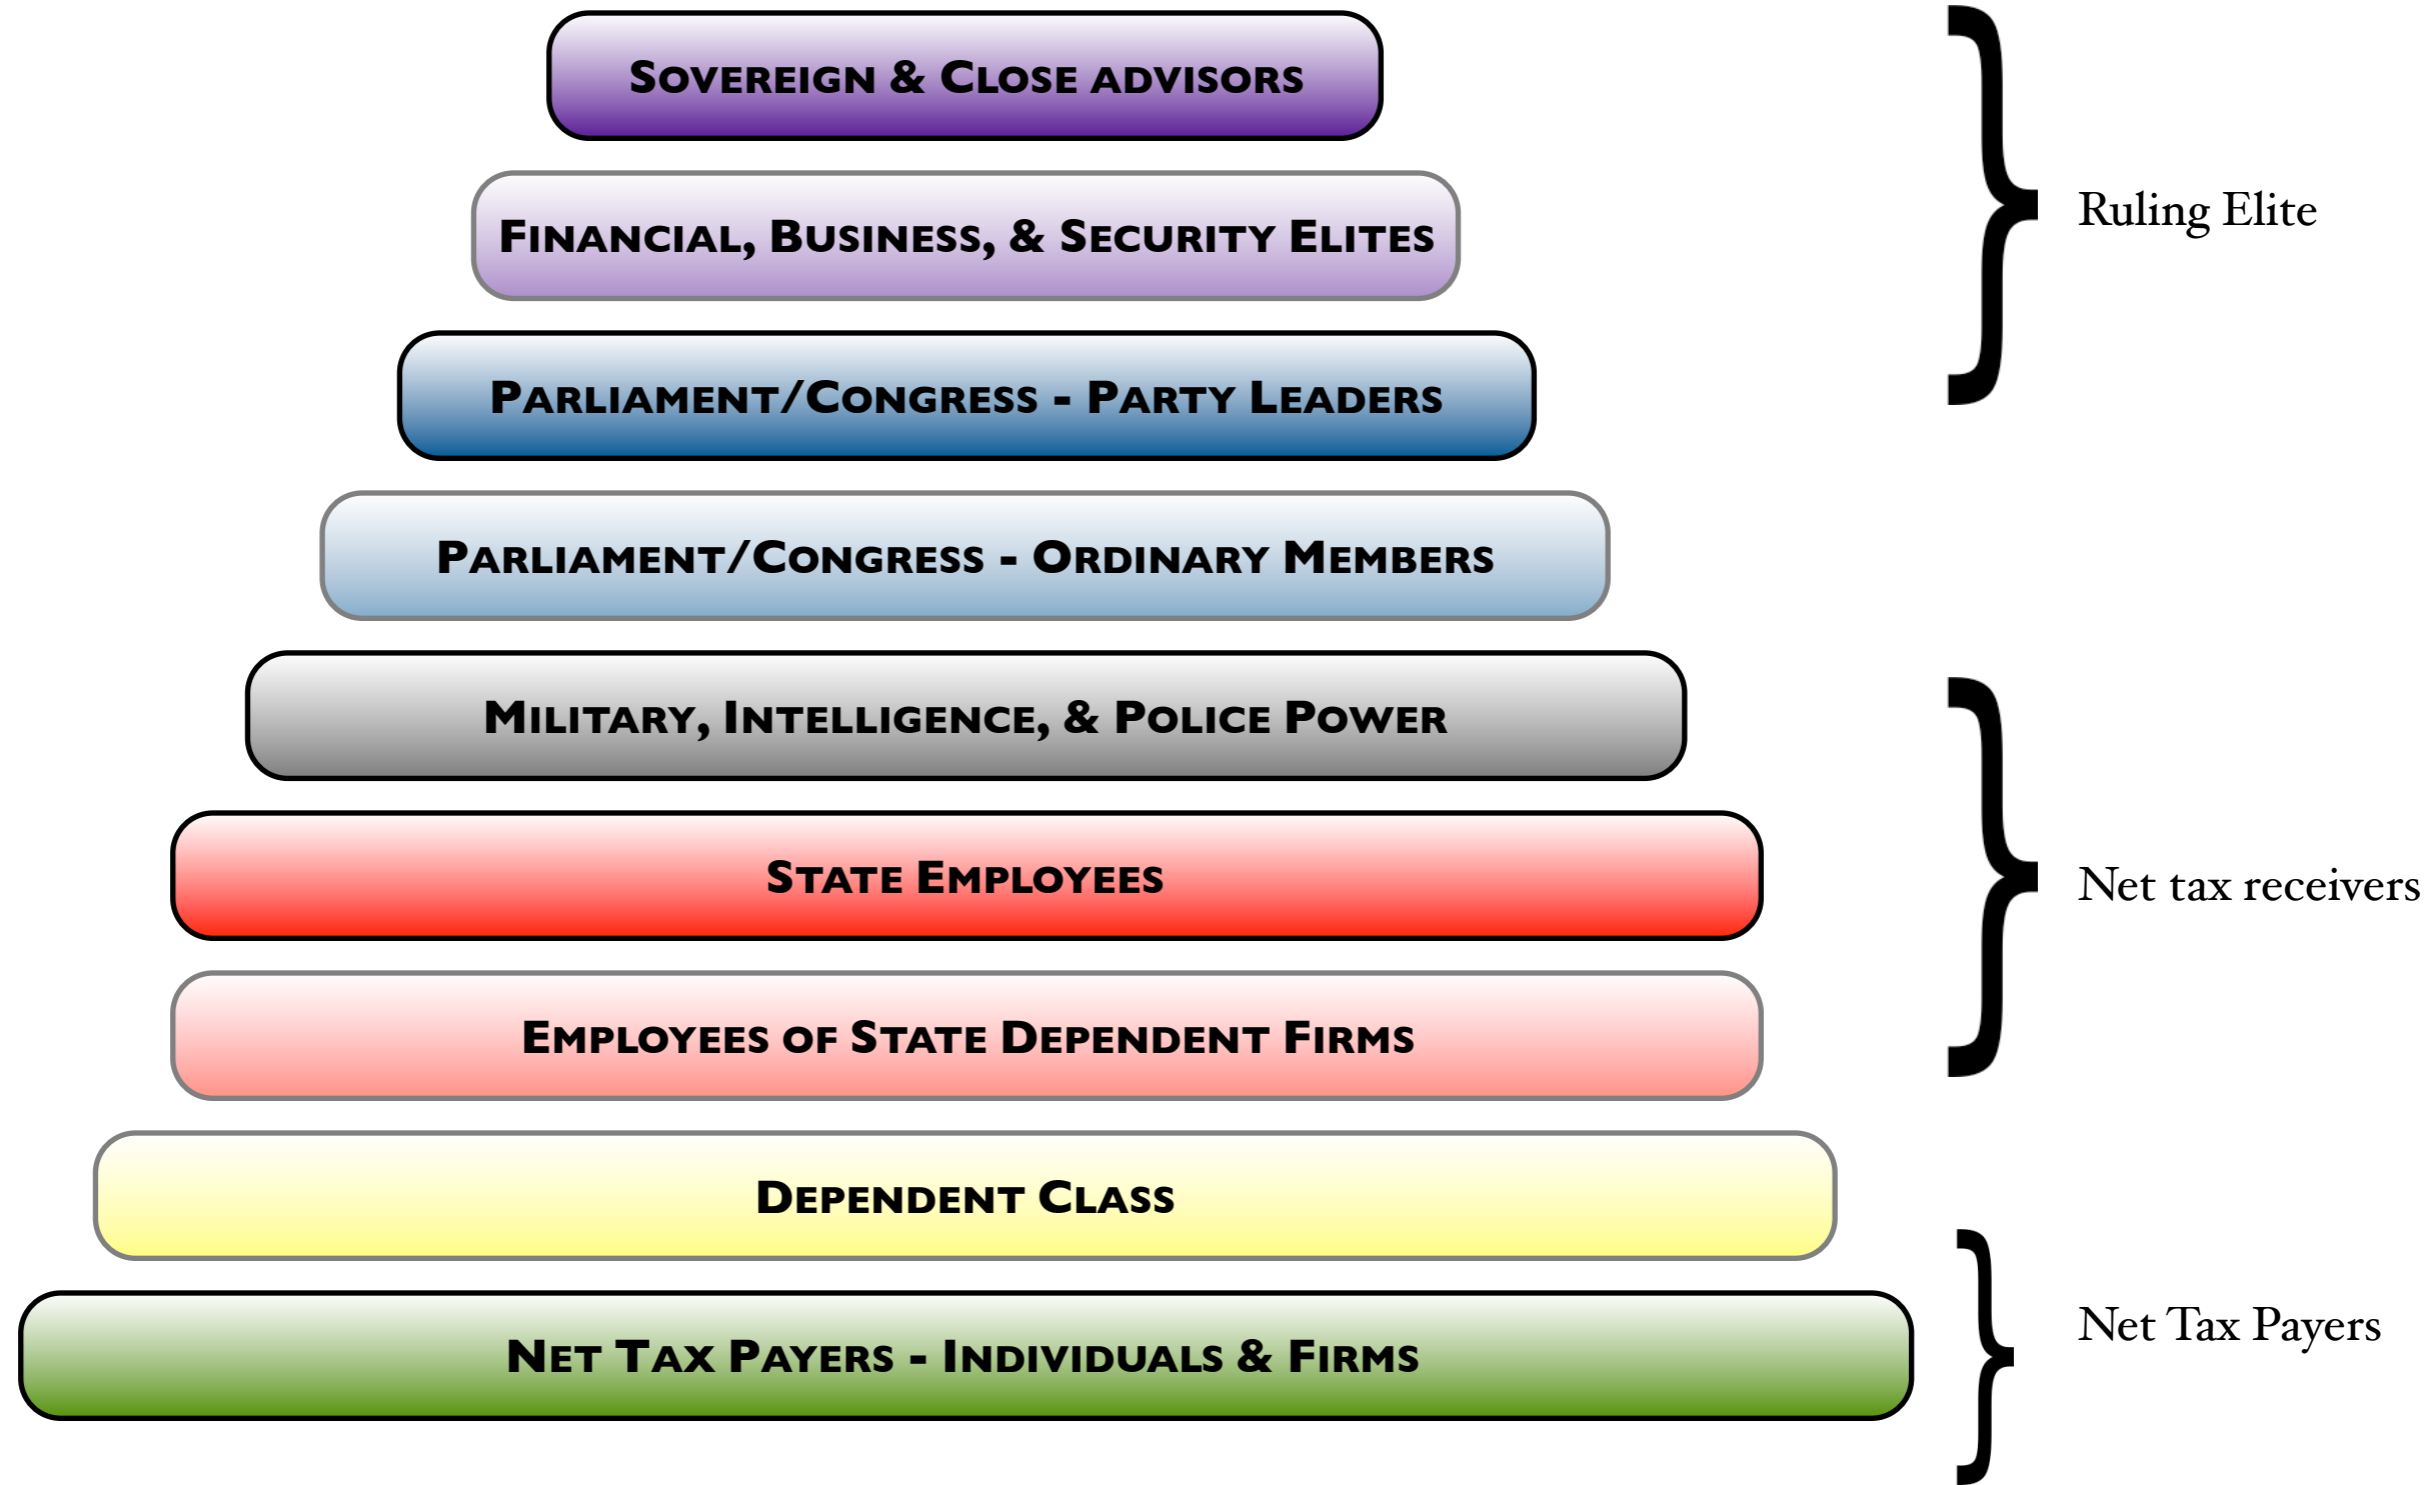 Sovereign & Close advisors
Financial, Business, & Security Elites
Parliament/Congress - Party Leaders
Ruling Elite
Parliament/Congress - Ordinary Members
Military, Intelligence, & Police Power
State Employees
Employees of State Dependent Firms
Net tax receivers
Dependent Class
Net Tax Payers - Individuals & Firms
Net Tax Payers